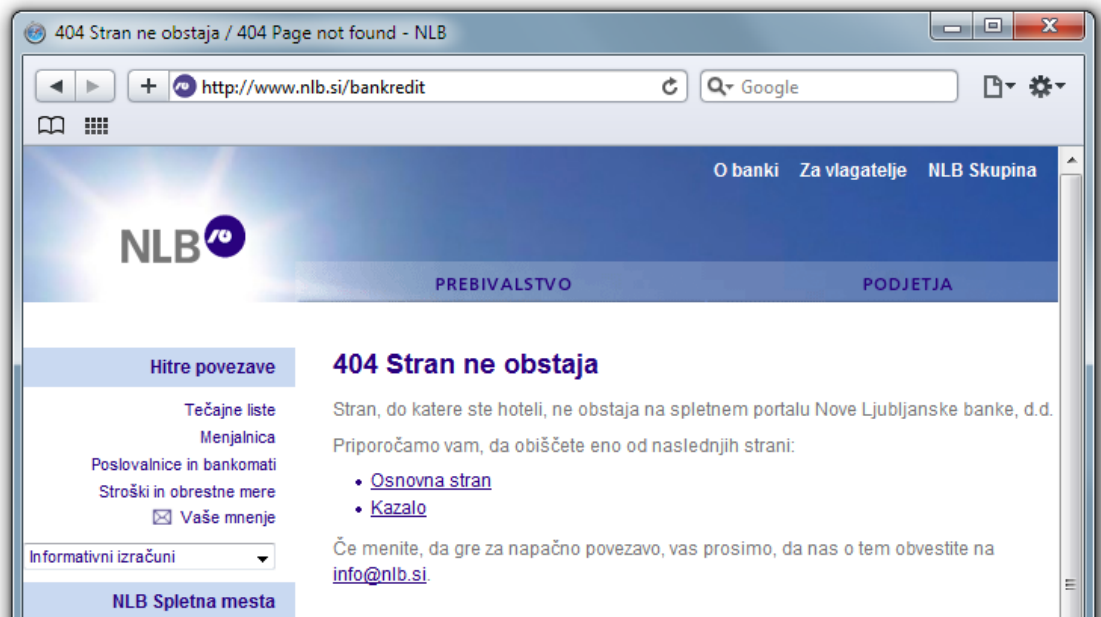 404 Stran ne obstaja / 404 Page not found - NLB
http://www.nlb.si/bankredit
Google
O banki Za vlagatelje NLB Skupina
NLB
PREBIVALSTVO PODJETJA
Hitre povezave
Tečajne liste
Menjalnica
Poslovalnice in bankomati
Stroški in obrestne mere
Vaše mnenje
Informativni izračuni
NLB Spletna mesta
404 Stran ne obstaja
Stran, do katere ste hoteli, ne obstaja na spletnem portalu Nove Ljubljanske banke, d.d.
Priporočamo vam, da obiščete eno od naslednjih strani:
• Osnovna stran
• Kazalo
Če menite, da gre za napačno povezavo, vas prosimo, da nas o tem obvestite na
info@nlb.si.